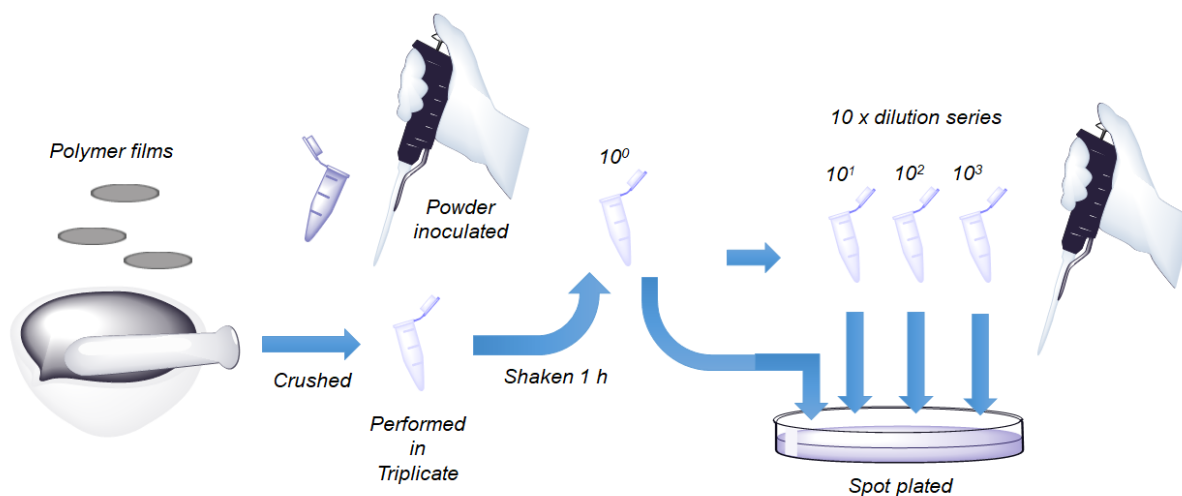 Polymer films
Powder
inoculated
10⁰
10 x dilution series
10¹
10²
10³
Crushed
Shaken 1 h
Performed
in
Triplicate
Spot plated